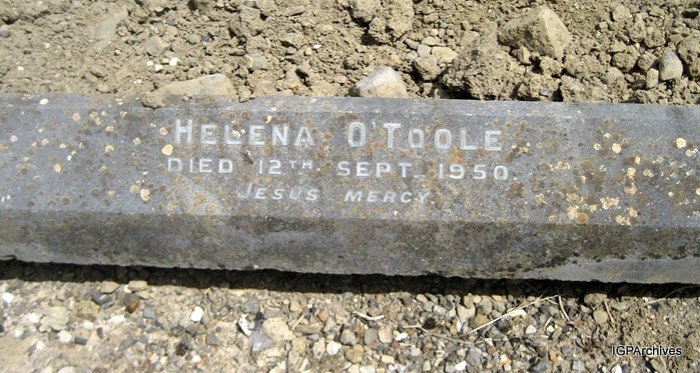 Helena O'Toole
died 12th Sept. 1950.
Jesus mercy.
IGPArchives